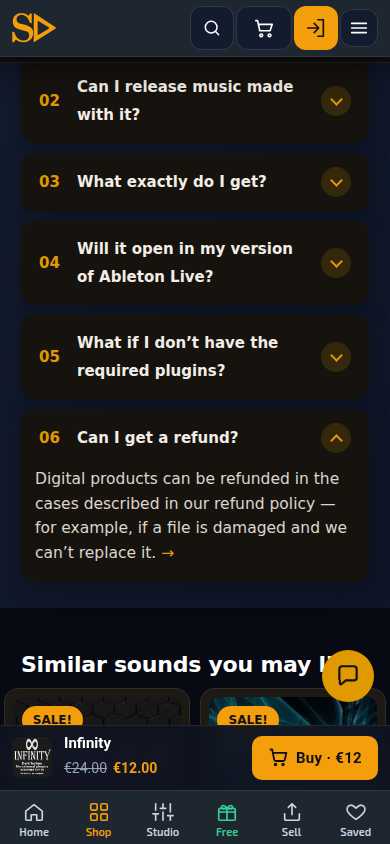 02 Can I release music made
with it?
03 What exactly do I get?
04 Will it open in my version
of Ableton Live?
05 What if I don’t have the
required plugins?
06 Can I get a refund?
Digital products can be refunded in the
cases described in our refund policy —
for example, if a file is damaged and we
can’t replace it. →
Similar sounds you may
SALE! SALE!
INFINITY
Infinity
€24.00 €12.00
Buy · €12
Home Shop Studio Free Sell Saved